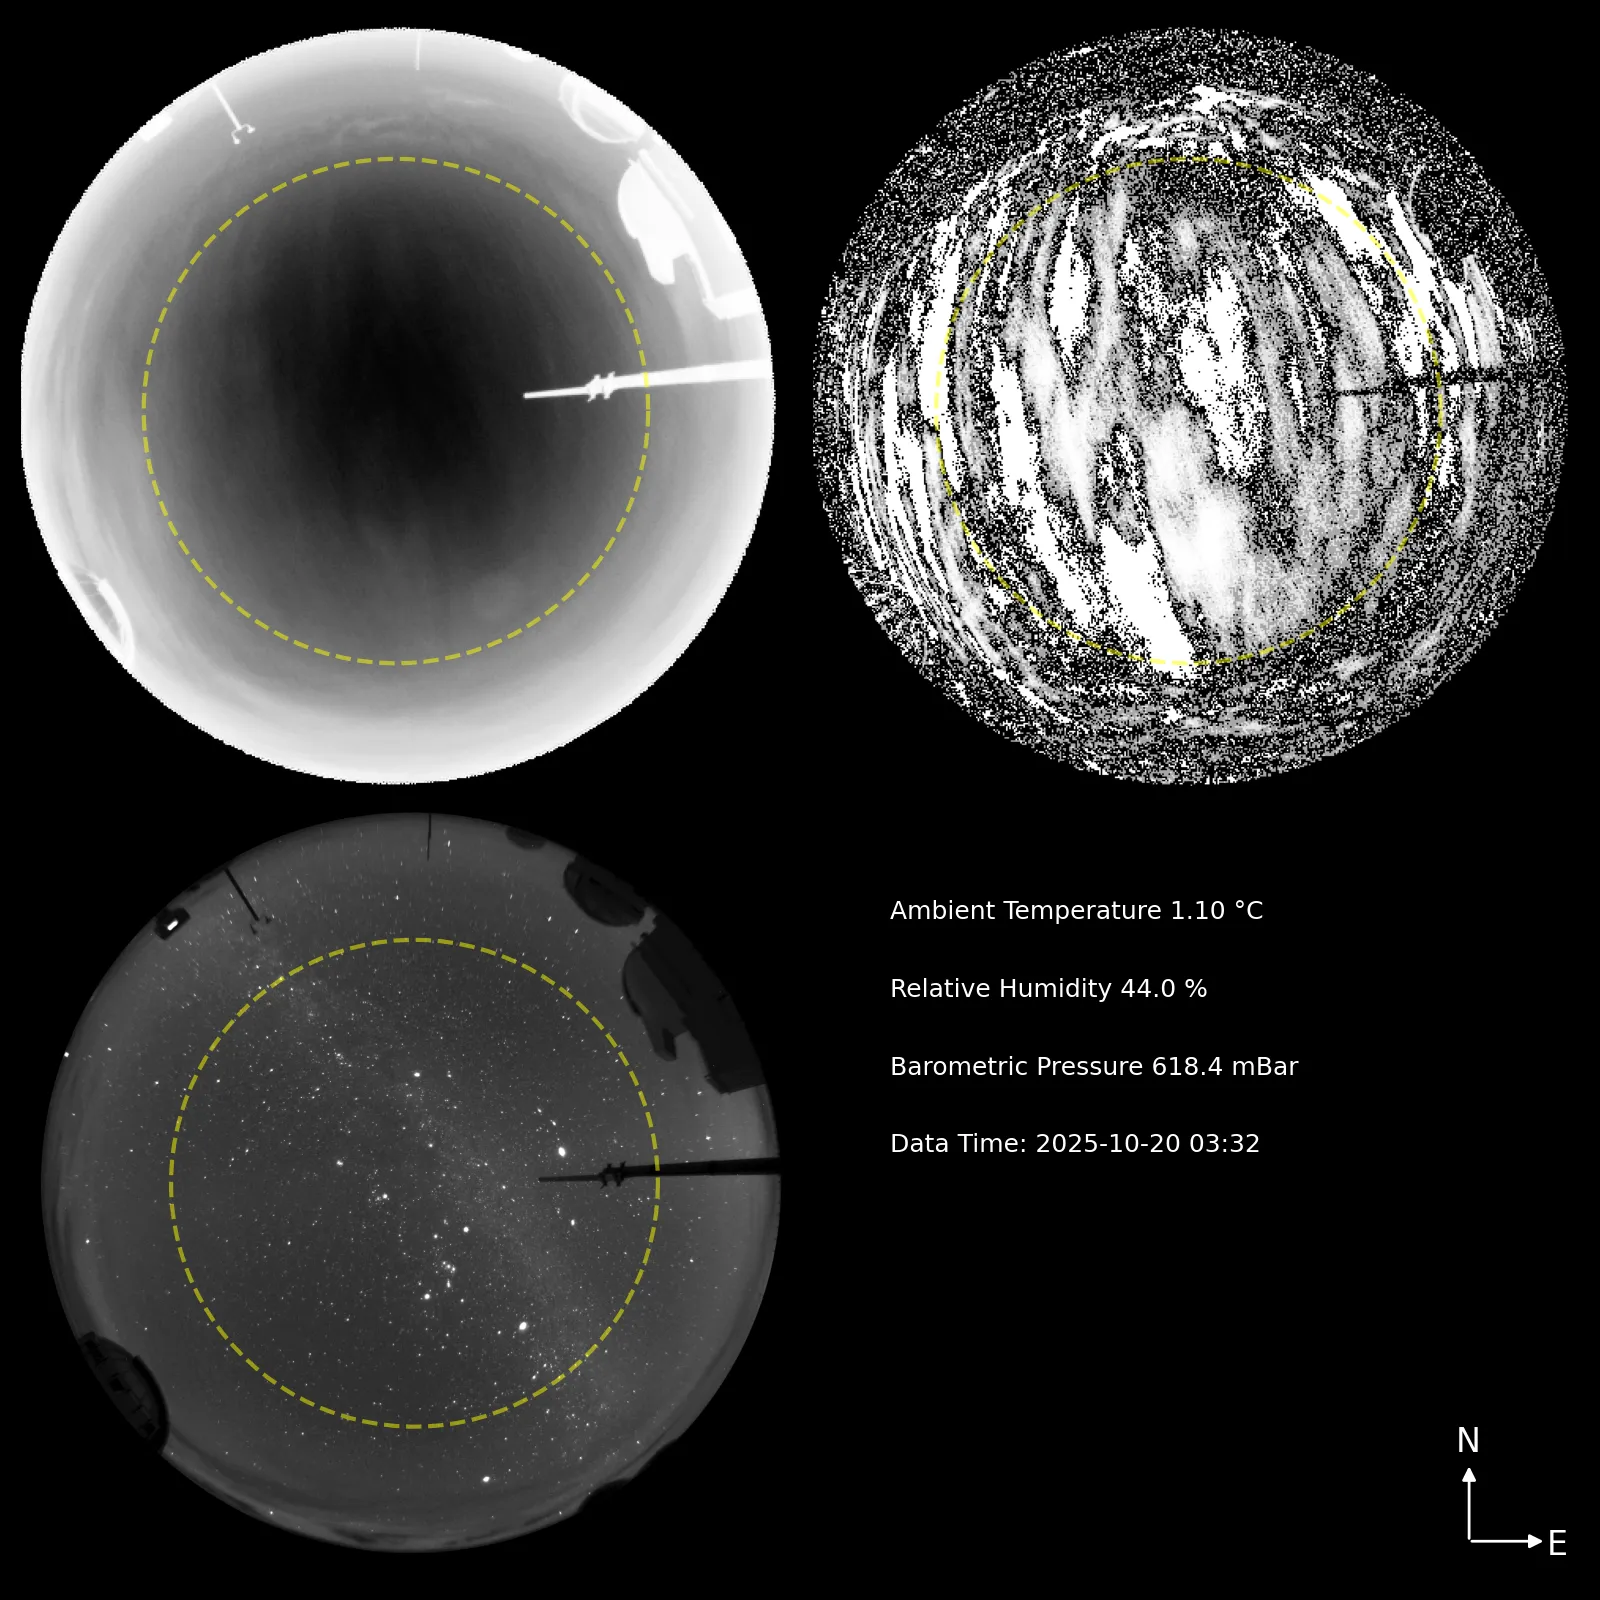 Ambient Temperature 1.10 °C
Relative Humidity 44.0 %
Barometric Pressure 618.4 mBar
Data Time: 2025-10-20 03:32
N
E